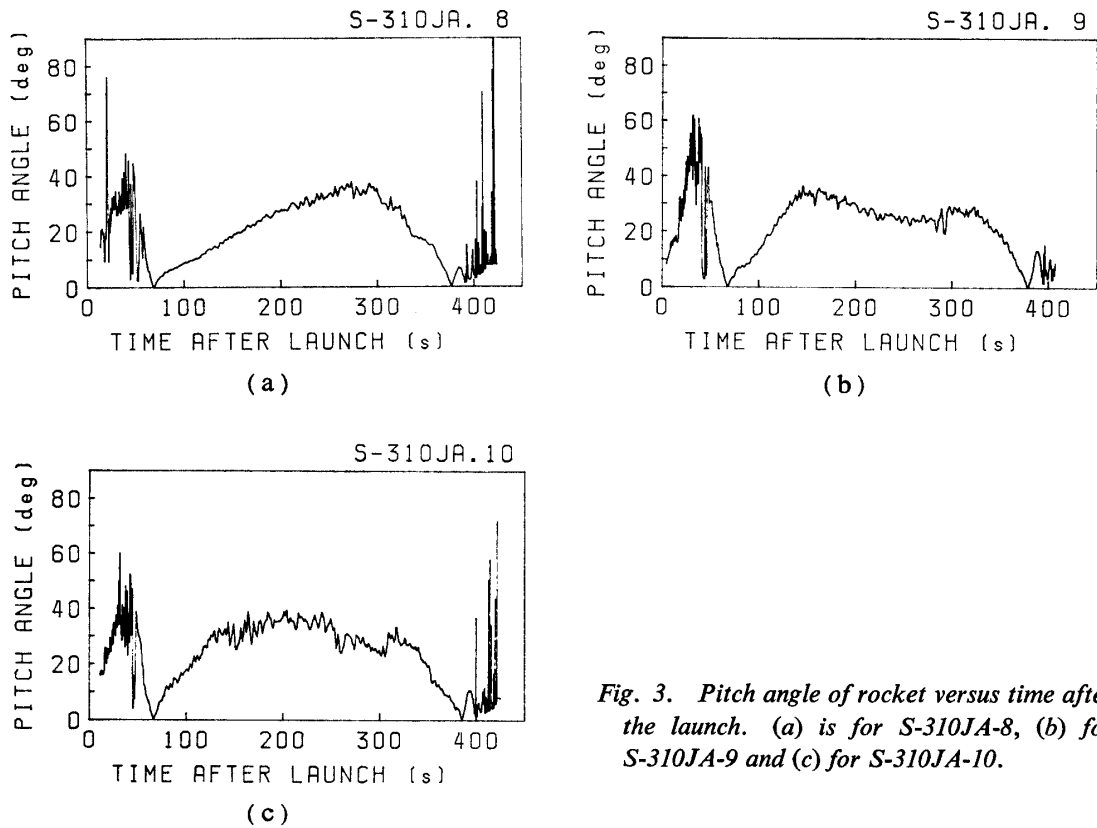 S-310JA. 8
PITCH ANGLE (deg)
80
60
40
20
0
0 100 200 300 400
TIME AFTER LAUNCH (s)
(a)
S-310JA. 9
PITCH ANGLE (deg)
80
60
40
20
0
0 100 200 300 400
TIME AFTER LAUNCH (s)
(b)
S-310JA.10
PITCH ANGLE (deg)
80
60
40
20
0
0 100 200 300 400
TIME AFTER LAUNCH (s)
(c)
Fig. 3. Pitch angle of rocket versus time afte
the launch. (a) is for S-310JA-8, (b) fo
S-310JA-9 and (c) for S-310JA-10.